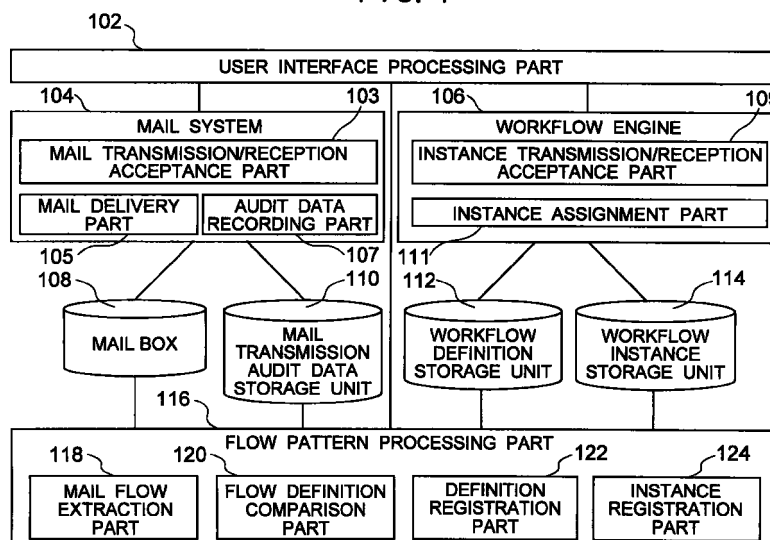 102
USER INTERFACE PROCESSING PART
104
103
106
MAIL SYSTEM
WORKFLOW ENGINE
MAIL TRANSMISSION/RECEPTION
ACCEPTANCE PART
INSTANCE TRANSMISSION/RECEPTION
ACCEPTANCE PART
MAIL DELIVERY
PART
AUDIT DATA
RECORDING PART
INSTANCE ASSIGNMENT PART
105
107
111
108
110
112
114
MAIL BOX
MAIL
TRANSMISSION
AUDIT DATA
STORAGE UNIT
WORKFLOW
DEFINITION
STORAGE UNIT
WORKFLOW
INSTANCE
STORAGE UNIT
116
FLOW PATTERN PROCESSING PART
118
120
122
124
MAIL FLOW
EXTRACTION
PART
FLOW DEFINITION
COMPARISON
PART
DEFINITION
REGISTRATION
PART
INSTANCE
REGISTRATION
PART